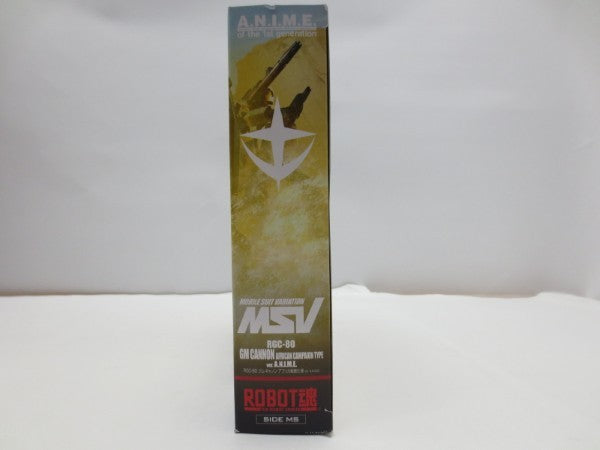 A.N.I.M.E.
of the 1st generation
MOBILE SUIT VARIATION
MSV
RGC-80
GM CANNON AFRICAN CAMPAIGN TYPE
ver. A.N.I.M.E.
ROBOT魂
SIDE MS